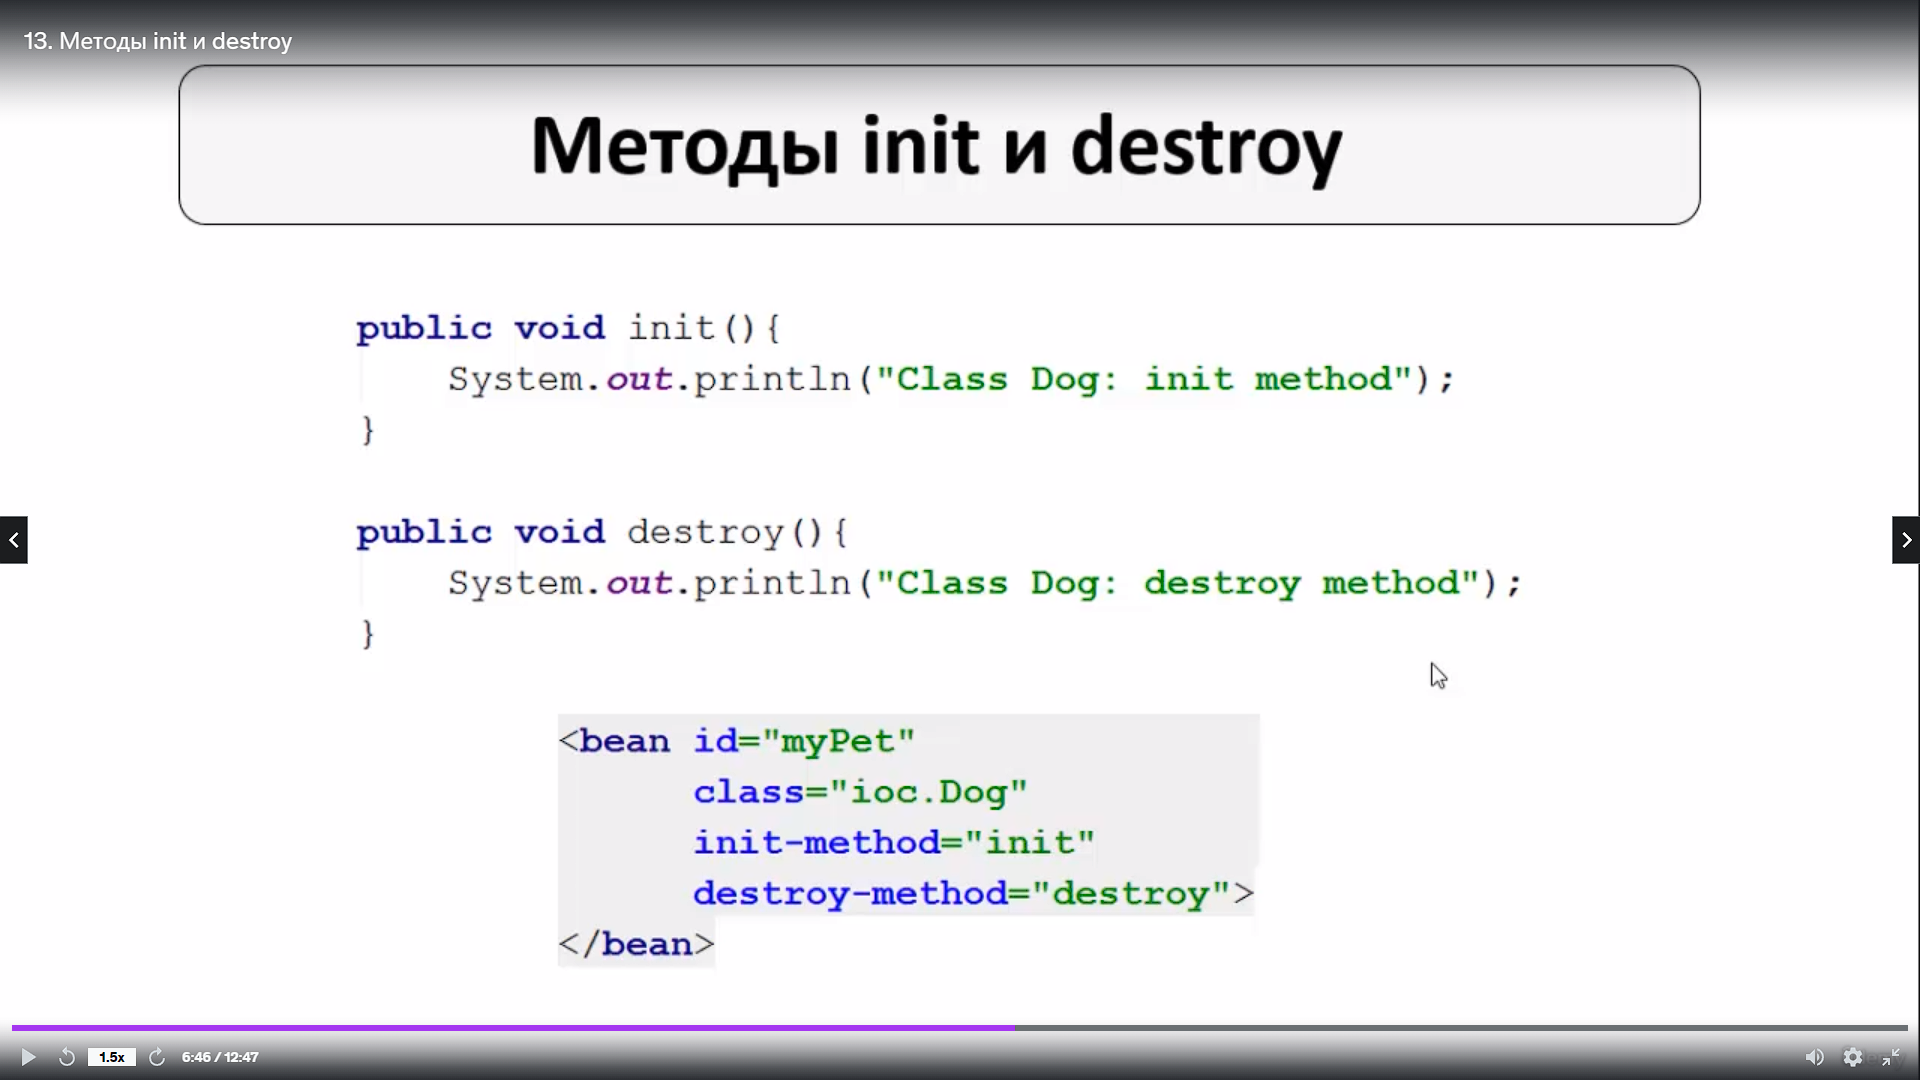 13. Методы init и destroy
Методы init и destroy
public void init(){
System.out.println("Class Dog: init method");
}
public void destroy(){
System.out.println("Class Dog: destroy method");
}
<bean id="myPet"
class="ioc.Dog"
init-method="init"
destroy-method="destroy">
</bean>
1.5x 6:46 / 12:47